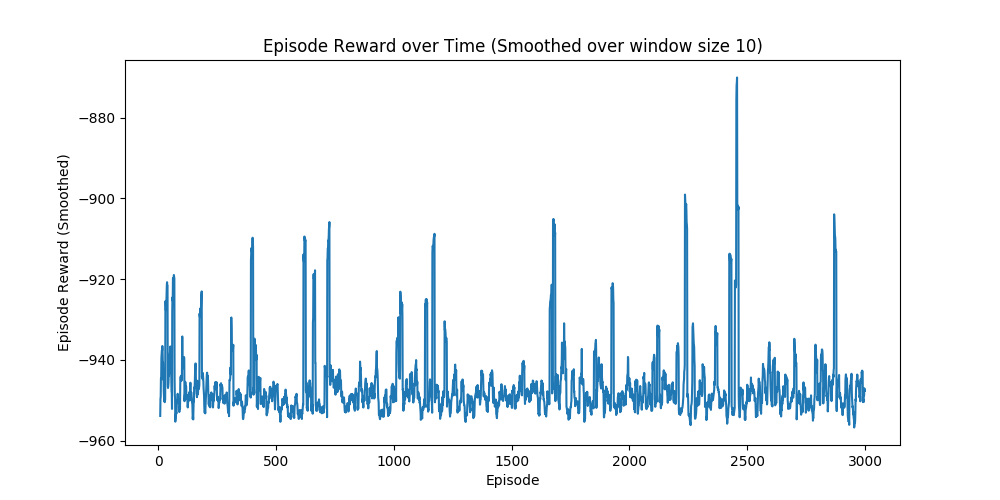 Episode Reward over Time (Smoothed over window size 10)
Episode Reward (Smoothed)
−880
−900
−920
−940
−960
0 500 1000 1500 2000 2500 3000
Episode